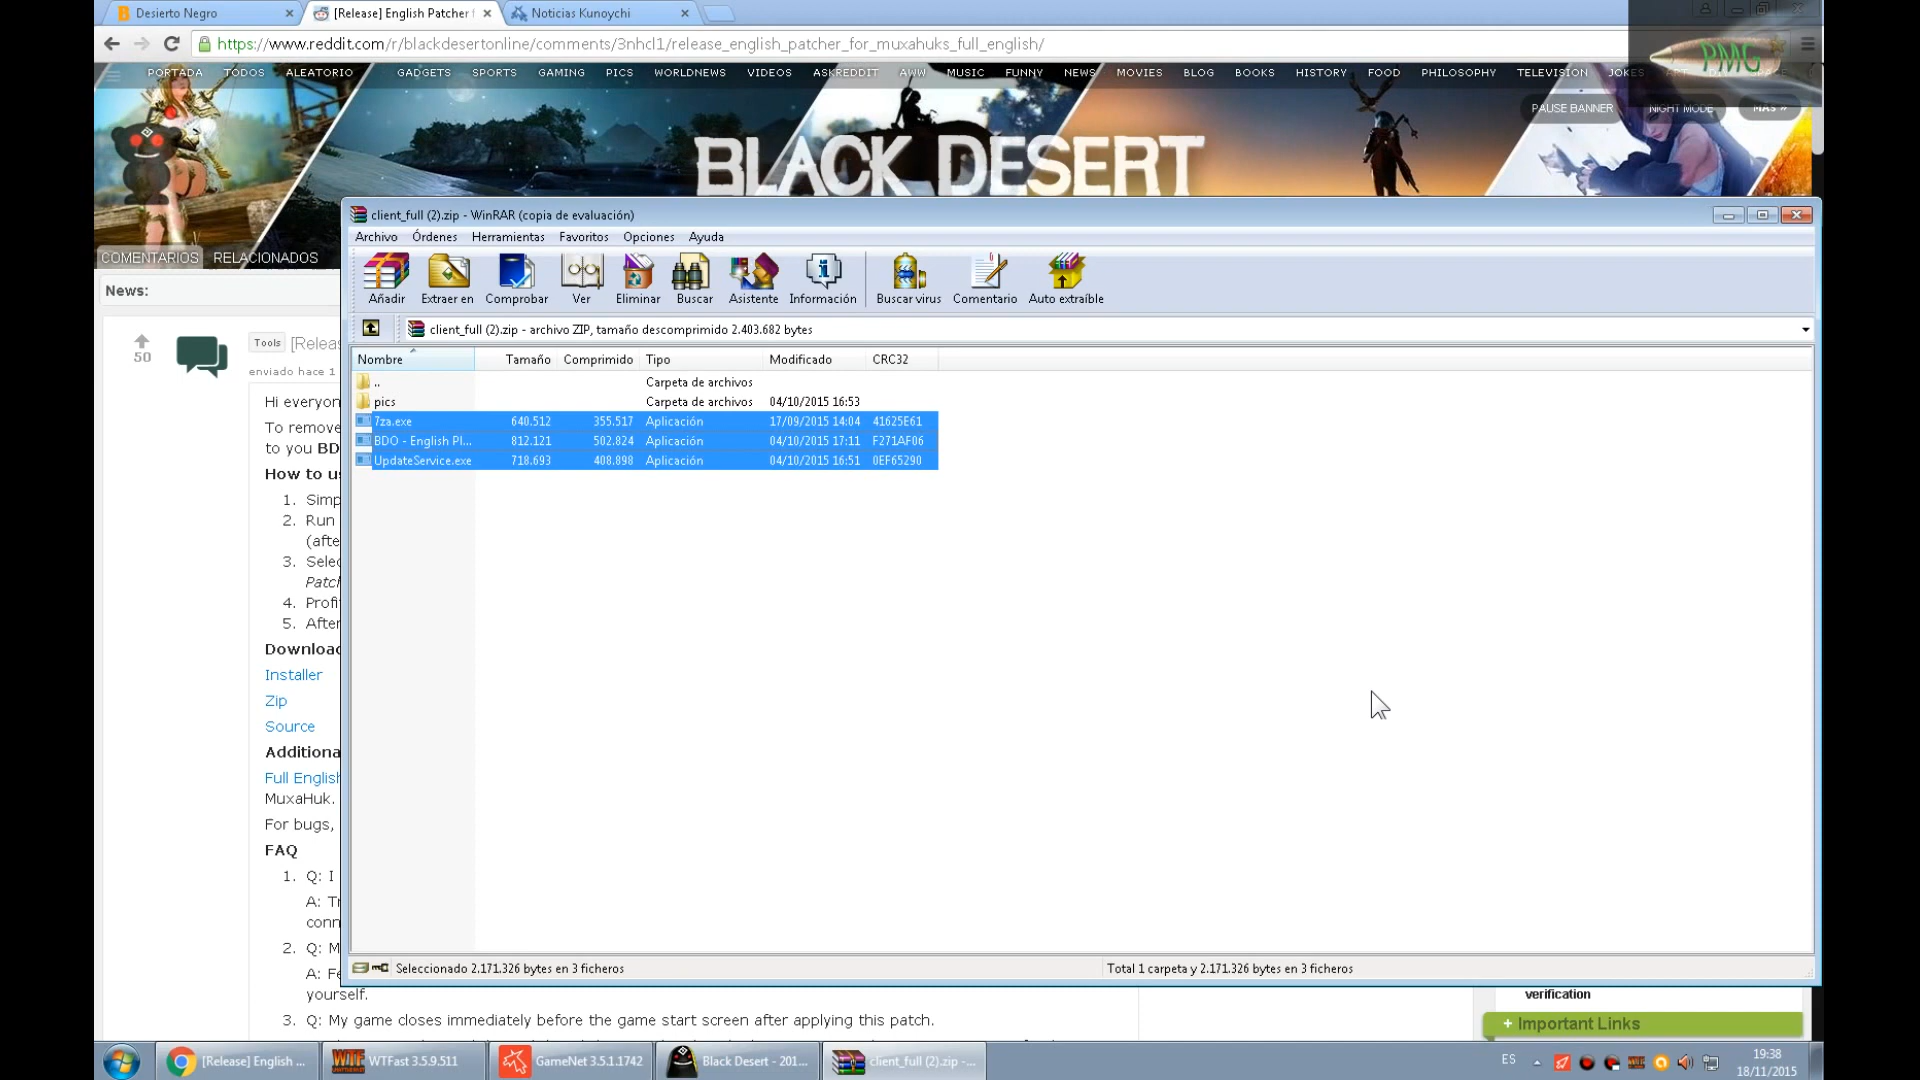 Desierto Negro
[Release] English Patcher f
Noticias Kunoychi
https://www.reddit.com/r/blackdesertonline/comments/3nhcl1/release_english_patcher_for_muxahuks_full_english/
PMG
PORTADA TODOS ALEATORIO GADGETS SPORTS GAMING PICS WORLDNEWS VIDEOS ASKREDDIT AWW MUSIC FUNNY NEWS MOVIES BLOG BOOKS HISTORY FOOD PHILOSOPHY TELEVISION JOKES
PAUSE BANNER NIGHT MODE MÁS »
BLACK DESERT
COMENTARIOS RELACIONADOS
client_full (2).zip - WinRAR (copia de evaluación)
Archivo Órdenes Herramientas Favoritos Opciones Ayuda
Añadir Extraer en Comprobar Ver Eliminar Buscar Asistente Información Buscar virus Comentario Auto extraíble
client_full (2).zip - archivo ZIP, tamaño descomprimido 2.403.682 bytes
Nombre Tamaño Comprimido Tipo Modificado CRC32
.. Carpeta de archivos
pics Carpeta de archivos 04/10/2015 16:53
7za.exe 640.512 355.517 Aplicación 17/09/2015 14:04 41625E61
BDO - English Pl... 812.121 502.824 Aplicación 04/10/2015 17:11 F271AF06
UpdateService.exe 718.693 408.898 Aplicación 04/10/2015 16:51 0EF65290
Seleccionado 2.171.326 bytes en 3 ficheros
Total 1 carpeta y 2.171.326 bytes en 3 ficheros
News:
50
Tools [Releas
enviado hace 1
Hi everyon
To remove
to you BD
How to us
1. Simp
2. Run
(afte
3. Selec
Patch
4. Profi
5. After
Download
Installer
Zip
Source
Additiona
Full English
MuxaHuk.
For bugs,
FAQ
1. Q: I
A: Tr
conn
2. Q: M
A: Fe
yourself.
3. Q: My game closes immediately before the game start screen after applying this patch.
verification
+ Important Links
[Release] English ...
WTF WTFast 3.5.9.511
GameNet 3.5.1.1742
Black Desert - 201...
client_full (2).zip -...
ES
19:38
18/11/2015